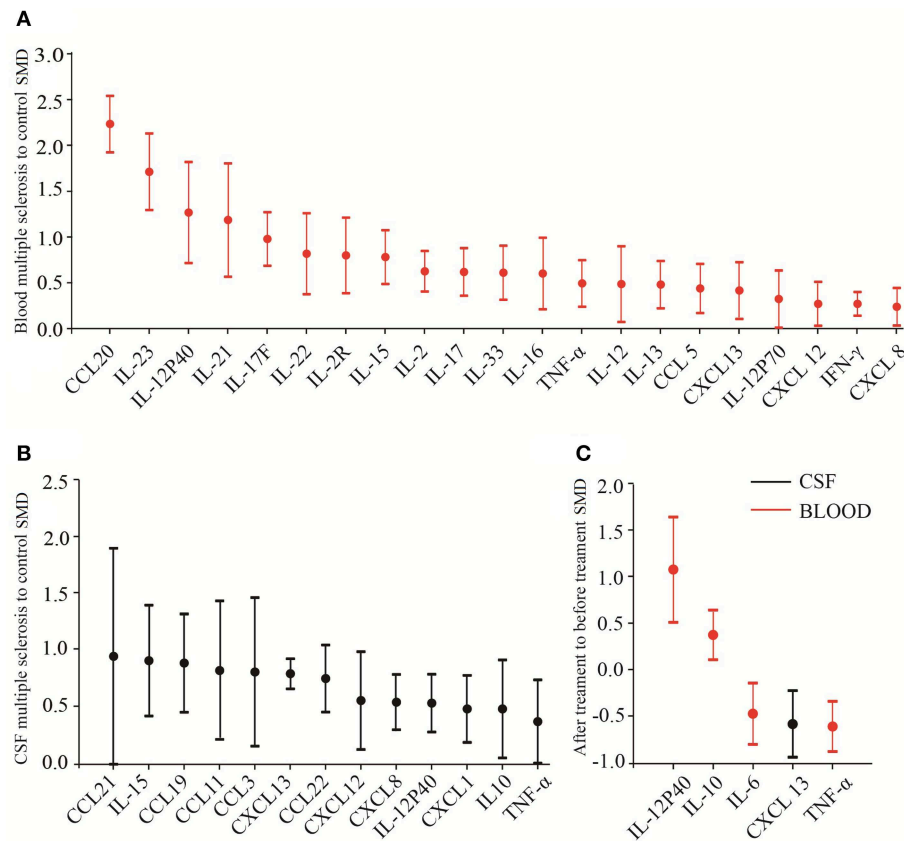 A
Blood multiple sclerosis to control SMD
3.0
2.5
2.0
1.5
1.0
0.5
0.0
CCL20
IL-23
IL-12P40
IL-21
IL-17F
IL-22
IL-2R
IL-15
IL-2
IL-17
IL-33
IL-16
TNF-α
IL-12
IL-13
CCL 5
CXCL13
IL-12P70
CXCL 12
IFN-γ
CXCL 8
B
CSF multiple sclerosis to control SMD
2.5
2.0
1.5
1.0
0.5
0.0
CCL21
IL-15
CCL19
CCL11
CCL3
CXCL13
CCL22
CXCL12
CXCL8
IL-12P40
CXCL1
IL10
TNF-α
C
CSF
BLOOD
After treatment to before treament SMD
2.0
1.5
1.0
0.5
0.0
-0.5
-1.0
IL-12P40
IL-10
IL-6
CXCL 13
TNF-α